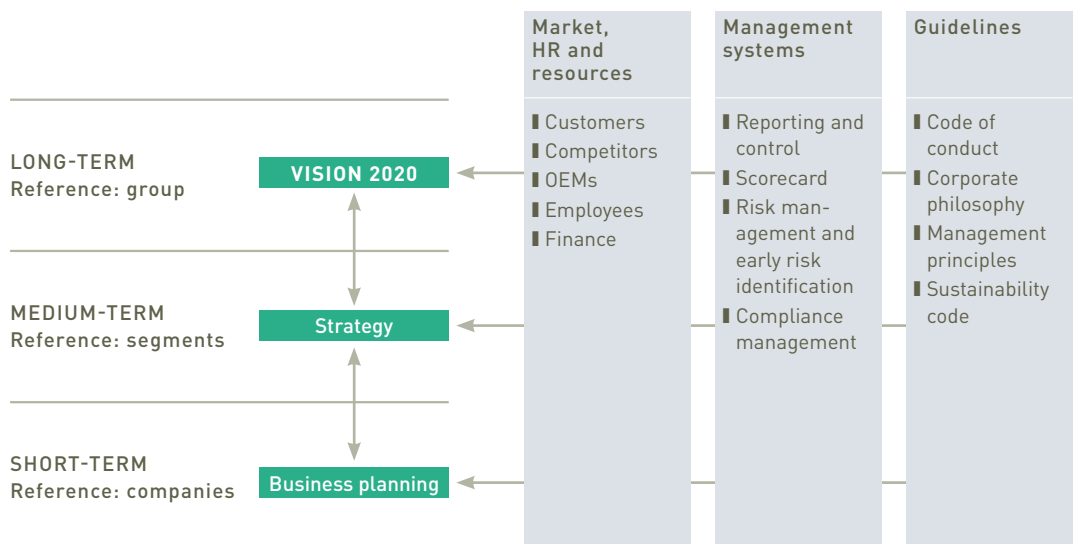 Market,
HR and
resources
Management
systems
Guidelines
LONG-TERM
Reference: group
VISION 2020
MEDIUM-TERM
Reference: segments
Strategy
SHORT-TERM
Reference: companies
Business planning
Customers
Competitors
OEMs
Employees
Finance
Reporting and
control
Scorecard
Risk man-
agement and
early risk
identification
Compliance
management
Code of
conduct
Corporate
philosophy
Management
principles
Sustainability
code